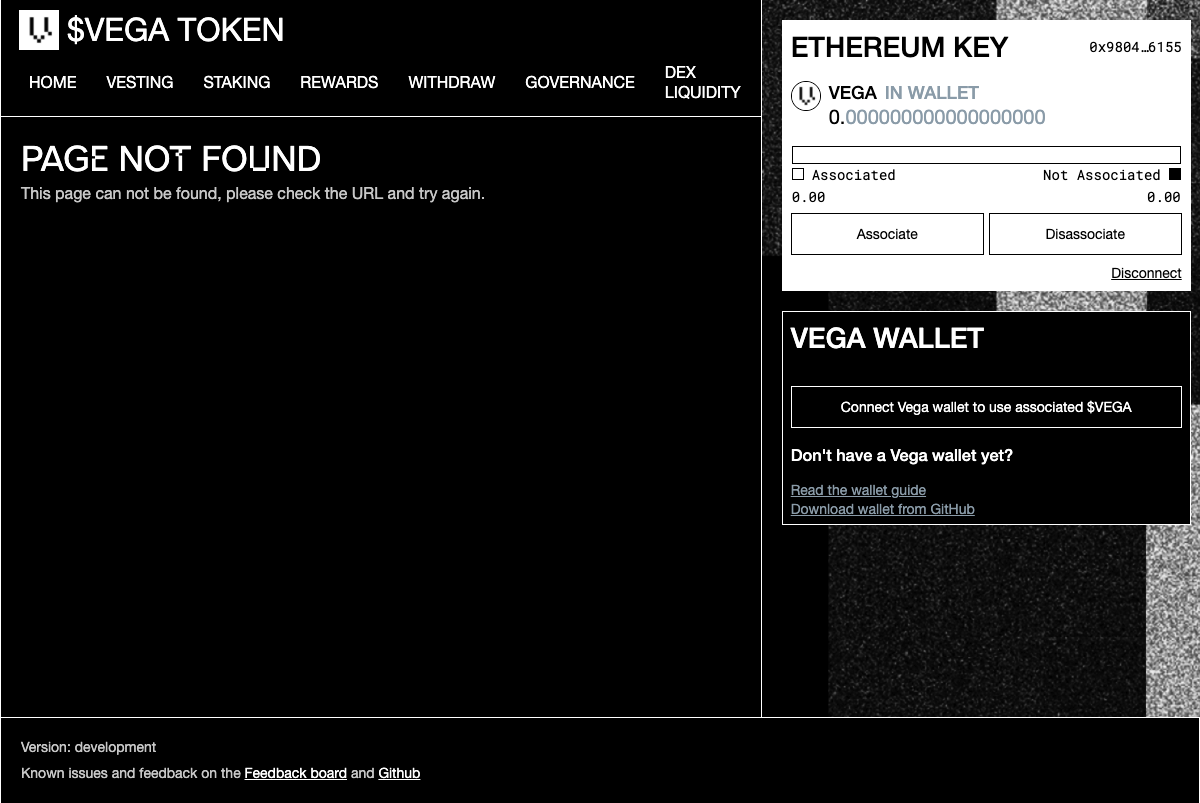 $VEGA TOKEN
HOME
VESTING
STAKING
REWARDS
WITHDRAW
GOVERNANCE
DEX
LIQUIDITY
PAGE NOT FOUND
This page can not be found, please check the URL and try again.
ETHEREUM KEY
0x9804…6155
VEGA IN WALLET
0.000000000000000000
Associated
Not Associated
0.00
0.00
Associate
Disassociate
Disconnect
VEGA WALLET
Connect Vega wallet to use associated $VEGA
Don't have a Vega wallet yet?
Read the wallet guide
Download wallet from GitHub
Version: development
Known issues and feedback on the Feedback board and Github